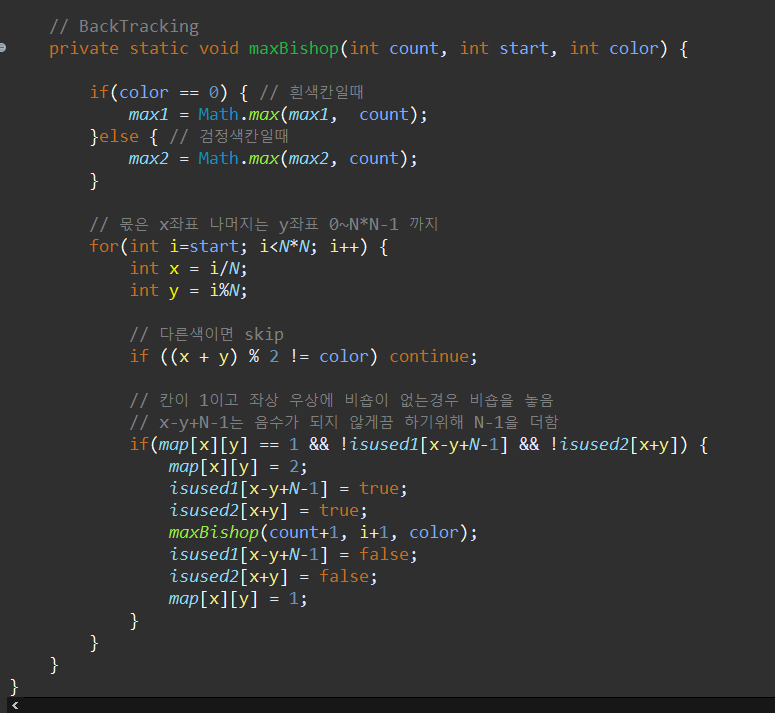 // BackTracking
private static void maxBishop(int count, int start, int color) {
if(color == 0) { //흰색칸일때
max1 = Math.max(max1,  count);
}else { // 검정색칸일때
max2 = Math.max(max2, count);
}
// 몫은 x좌표 나머지는 y좌표 0~N*N-1 까지
for(int i=start; i<N*N; i++) {
int x = i/N;
int y = i%N;
// 다른색이면 skip
if ((x + y) % 2 != color) continue;
// 칸이 1이고 좌상 우상에 비숍이 없는경우 비숍을 놓음
// x-y+N-1는 음수가 되지 않게끔 하기위해 N-1을 더함
if(map[x][y] == 1 && !isused1[x-y+N-1] && !isused2[x+y]) {
map[x][y] = 2;
isused1[x-y+N-1] = true;
isused2[x+y] = true;
maxBishop(count+1, i+1, color);
isused1[x-y+N-1] = false;
isused2[x+y] = false;
map[x][y] = 1;
}
}
}
}